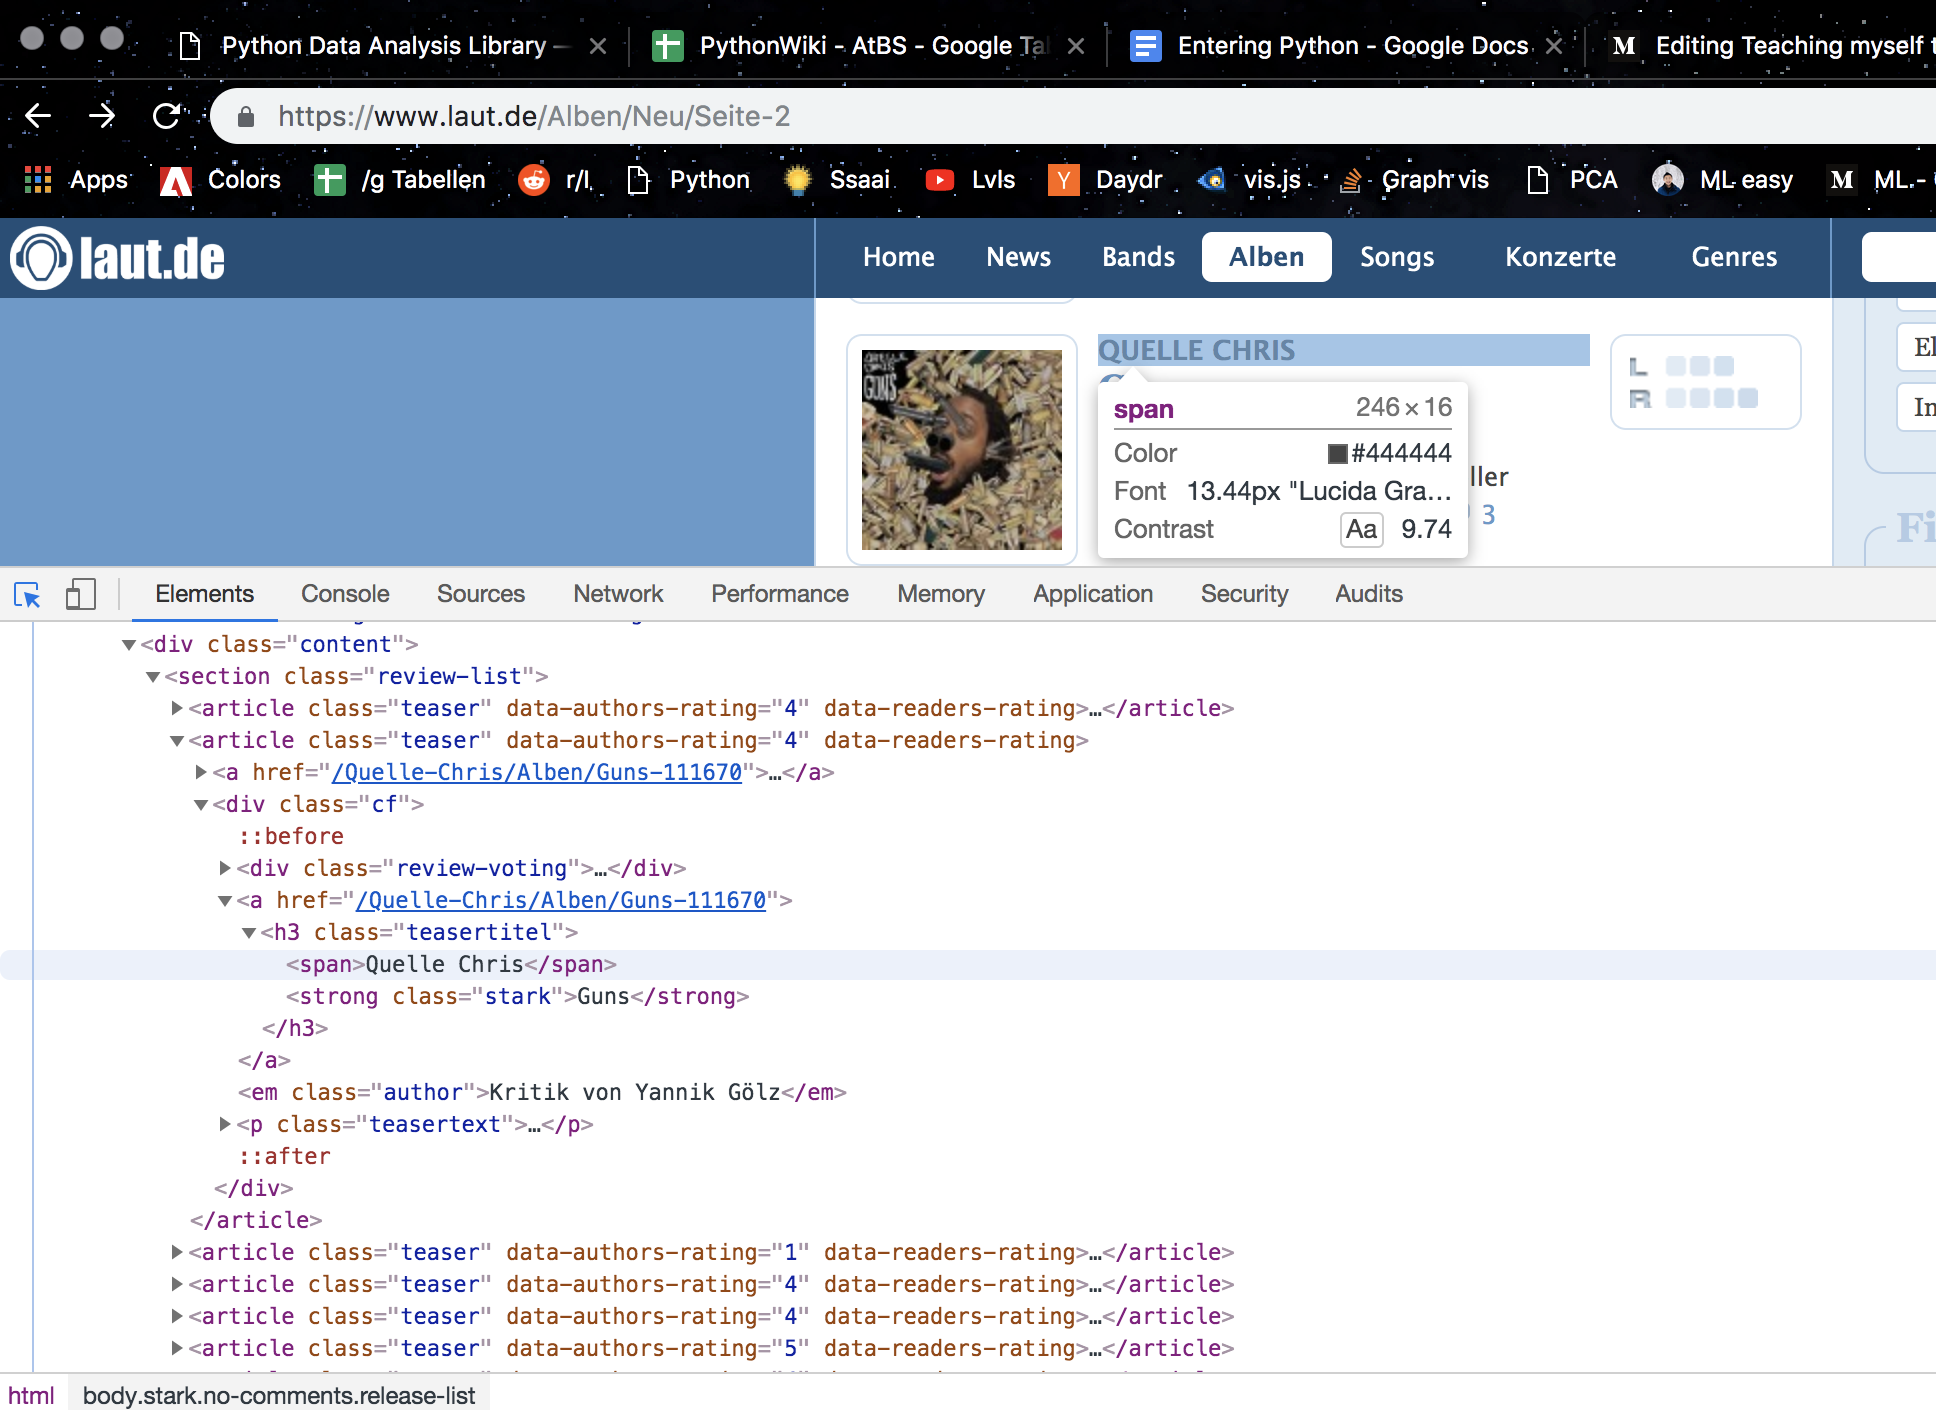 Python Data Analysis Library —
PythonWiki - AtBS - Google Tal
Entering Python - Google Docs
M Editing Teaching myself t
https://www.laut.de/Alben/Neu/Seite-2
Apps Colors /g Tabellen r/l Python Ssaai Lvls Y Daydr vis.js Graph vis PCA ML easy M ML -
laut.de Home News Bands Alben Songs Konzerte Genres
GUNS
QUELLE CHRIS
L
R
span 246 × 16
Color #444444
Font 13.44px "Lucida Gra…
Contrast Aa 9.74
ller
3
El
In
Fi
Elements Console Sources Network Performance Memory Application Security Audits
<div class="content">
<section class="review-list">
<article class="teaser" data-authors-rating="4" data-readers-rating>…</article>
<article class="teaser" data-authors-rating="4" data-readers-rating>
<a href="/Quelle-Chris/Alben/Guns-111670">…</a>
<div class="cf">
::before
<div class="review-voting">…</div>
<a href="/Quelle-Chris/Alben/Guns-111670">
<h3 class="teasertitel">
<span>Quelle Chris</span>
<strong class="stark">Guns</strong>
</h3>
</a>
<em class="author">Kritik von Yannik Gölz</em>
<p class="teasertext">…</p>
::after
</div>
</article>
<article class="teaser" data-authors-rating="1" data-readers-rating>…</article>
<article class="teaser" data-authors-rating="4" data-readers-rating>…</article>
<article class="teaser" data-authors-rating="4" data-readers-rating>…</article>
<article class="teaser" data-authors-rating="5" data-readers-rating>…</article>
html body.stark.no-comments.release-list